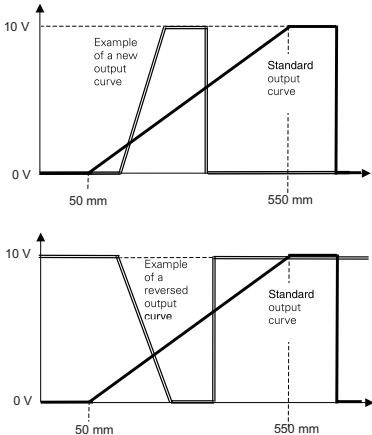 10 V
Example
of a new
output
curve
Standard
output
curve
0 V
50 mm
550 mm
10 V
Example
of a
reversed
output
curve
Standard
output
curve
0 V
50 mm
550 mm